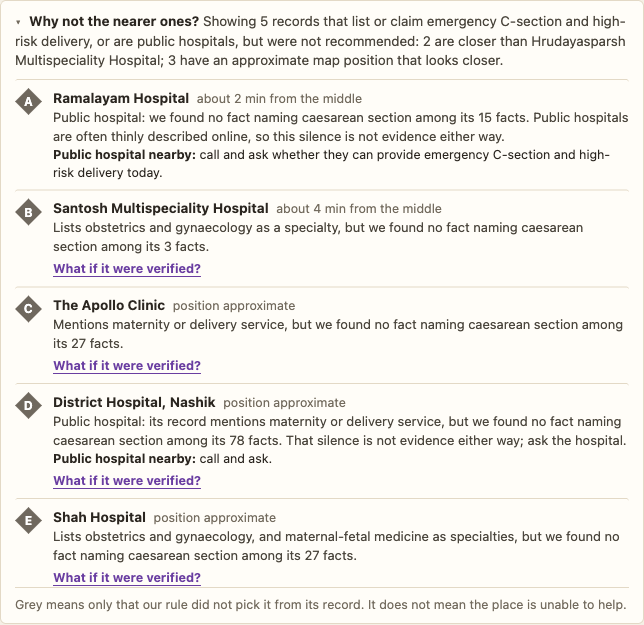 ▾ Why not the nearer ones? Showing 5 records that list or claim emergency C-section and high-
risk delivery, or are public hospitals, but were not recommended: 2 are closer than Hrudayasparsh
Multispeciality Hospital; 3 have an approximate map position that looks closer.
A
Ramalayam Hospital about 2 min from the middle
Public hospital: we found no fact naming caesarean section among its 15 facts. Public hospitals
are often thinly described online, so this silence is not evidence either way.
Public hospital nearby: call and ask whether they can provide emergency C-section and high-
risk delivery today.
B
Santosh Multispeciality Hospital about 4 min from the middle
Lists obstetrics and gynaecology as a specialty, but we found no fact naming caesarean
section among its 3 facts.
What if it were verified?
C
The Apollo Clinic position approximate
Mentions maternity or delivery service, but we found no fact naming caesarean section among
its 27 facts.
What if it were verified?
D
District Hospital, Nashik position approximate
Public hospital: its record mentions maternity or delivery service, but we found no fact naming
caesarean section among its 78 facts. That silence is not evidence either way; ask the hospital.
Public hospital nearby: call and ask.
What if it were verified?
E
Shah Hospital position approximate
Lists obstetrics and gynaecology, and maternal-fetal medicine as specialties, but we found no
fact naming caesarean section among its 27 facts.
What if it were verified?
Grey means only that our rule did not pick it from its record. It does not mean the place is unable to help.